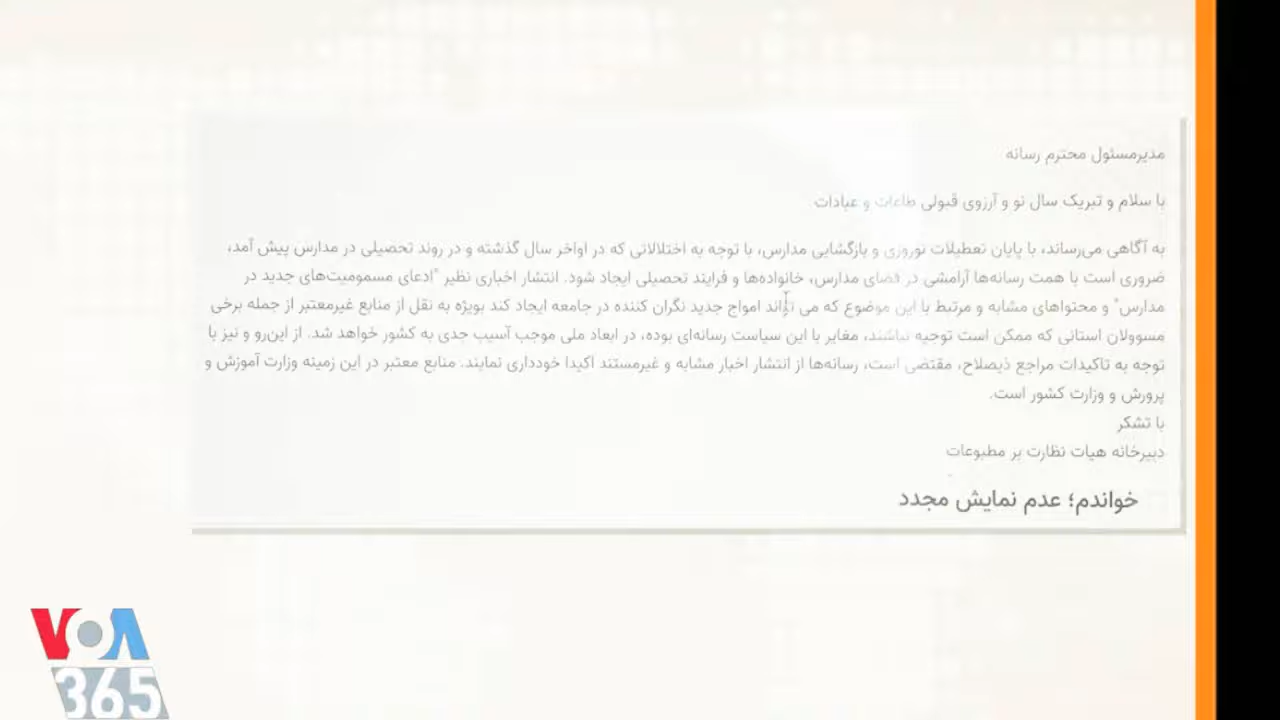 مدیرمسئول محترم رسانه
با سلام و تبریک سال نو و آرزوی قبولی طاعات و عبادات
به آگاهی می‌رساند، با پایان تعطیلات نوروزی و بازگشایی مدارس، با توجه به اختلالاتی که در اواخر سال گذشته و در روند تحصیلی در مدارس پیش آمد،
ضروری است با همت رسانه‌ها آرامشی در فضای مدارس، خانواده‌ها و فرایند تحصیلی ایجاد شود. انتشار اخباری نظیر "ادعای مسمومیت‌های جدید در
مدارس" و محتواهای مشابه و مرتبط با این موضوع که می تواند امواج جدید نگران کننده در جامعه ایجاد کند بویژه به نقل از منابع غیرمعتبر از جمله برخی
مسوولان استانی که ممکن است توجیه نباشند، مغایر با این سیاست رسانه‌ای بوده، در ابعاد ملی موجب آسیب جدی به کشور خواهد شد. از این‌رو و نیز با
توجه به تاکیدات مراجع ذیصلاح، مقتضی است، رسانه‌ها از انتشار اخبار مشابه و غیرمستند اکیدا خودداری نمایند. منابع معتبر در این زمینه وزارت آموزش و
پرورش و وزارت کشور است.
با تشکر
دبیرخانه هیات نظارت بر مطبوعات
خواندم؛ عدم نمایش مجدد
VOA
365